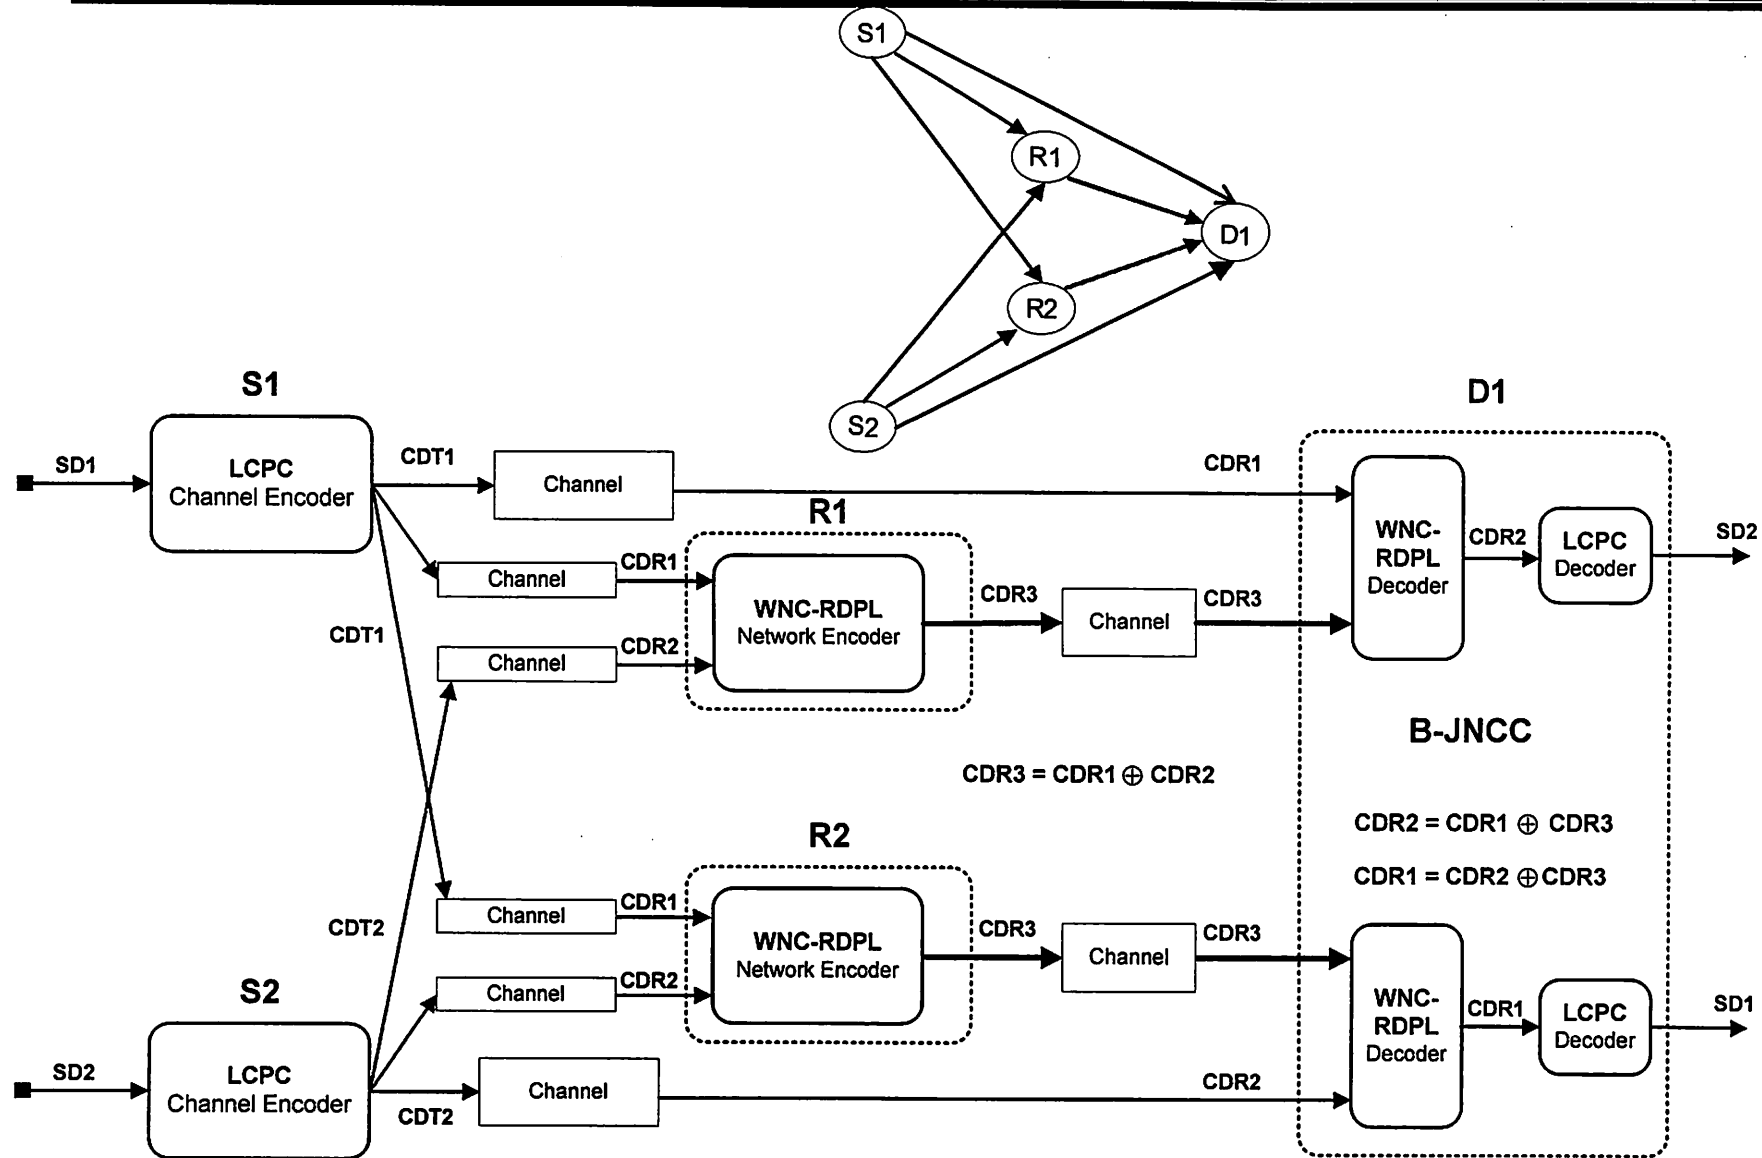 S1
R1
D1
R2
S2
S1
D1
SD1
LCPC
Channel Encoder
CDT1
Channel
CDR1
R1
WNC-
RDPL
Decoder
CDR2
LCPC
Decoder
SD2
Channel
CDR1
WNC-RDPL
Network Encoder
CDR3
Channel
CDR3
CDT1
Channel
CDR2
B-JNCC
CDR3 = CDR1 ⊕ CDR2
CDR2 = CDR1 ⊕ CDR3
CDR1 = CDR2 ⊕CDR3
R2
CDT2
Channel
CDR1
WNC-RDPL
Network Encoder
CDR3
Channel
CDR3
S2
Channel
CDR2
WNC-
RDPL
Decoder
CDR1
LCPC
Decoder
SD1
SD2
LCPC
Channel Encoder
CDT2
Channel
CDR2